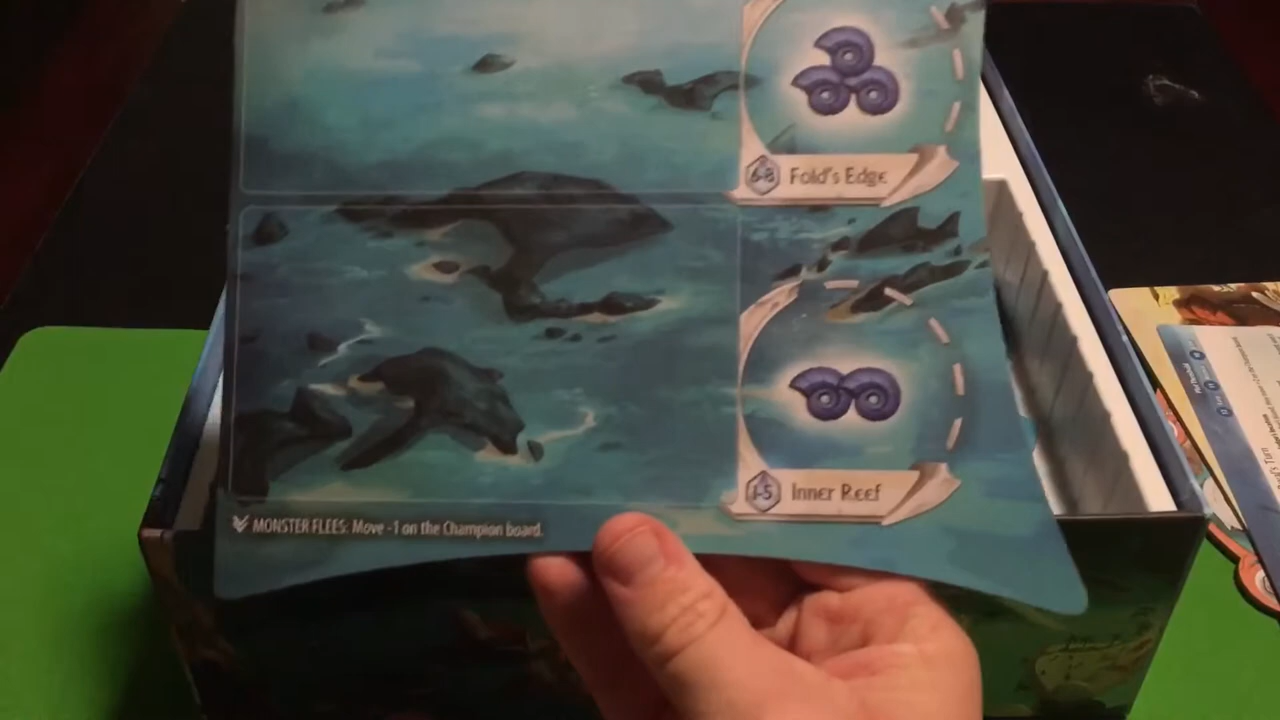 6-8 Fold's Edge
1-5 Inner Reef
MONSTER FLEES: Move -1 on the Champion board.